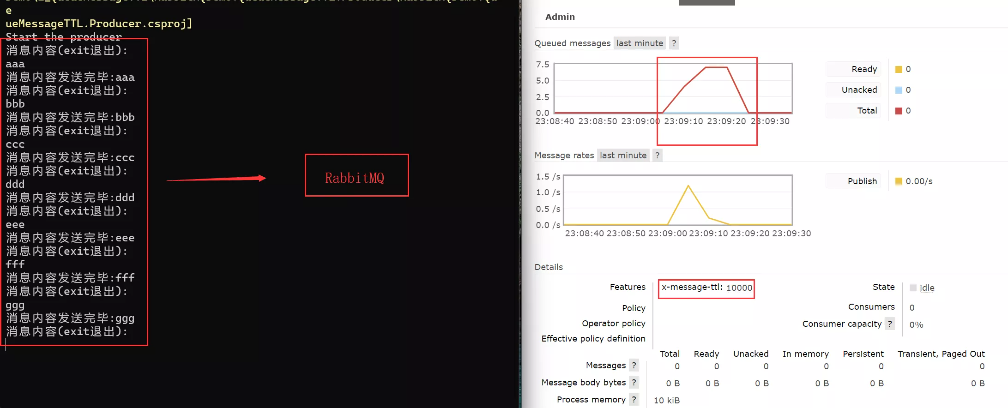 ueMessageTTL.Producer.csproj]
Start the producer
消息内容(exit退出):
aaa
消息内容发送完毕:aaa
消息内容(exit退出):
bbb
消息内容发送完毕:bbb
消息内容(exit退出):
ccc
消息内容发送完毕:ccc
消息内容(exit退出):
ddd
消息内容发送完毕:ddd
消息内容(exit退出):
eee
消息内容发送完毕:eee
消息内容(exit退出):
fff
消息内容发送完毕:fff
消息内容(exit退出):
ggg
消息内容发送完毕:ggg
消息内容(exit退出):
RabbitMQ
Admin
Queued messages last minute ?
7.5
5.0
2.5
0.0
23:08:40 23:08:50 23:09:00 23:09:10 23:09:20 23:09:30
Ready 0
Unacked 0
Total 0
Message rates last minute ?
1.5 /s
1.0 /s
0.5 /s
0.0 /s
23:08:40 23:08:50 23:09:00 23:09:10 23:09:20 23:09:30
Publish 0.00/s
Details
Features x-message-ttl: 10000
Policy
Operator policy
Effective policy definition
State idle
Consumers 0
Consumer capacity ? 0%
Total Ready Unacked In memory Persistent Transient, Paged Out
Messages ? 0 0 0 0 0 0
Message body bytes ? 0 B 0 B 0 B 0 B 0 B 0 B
Process memory ? 10 kiB